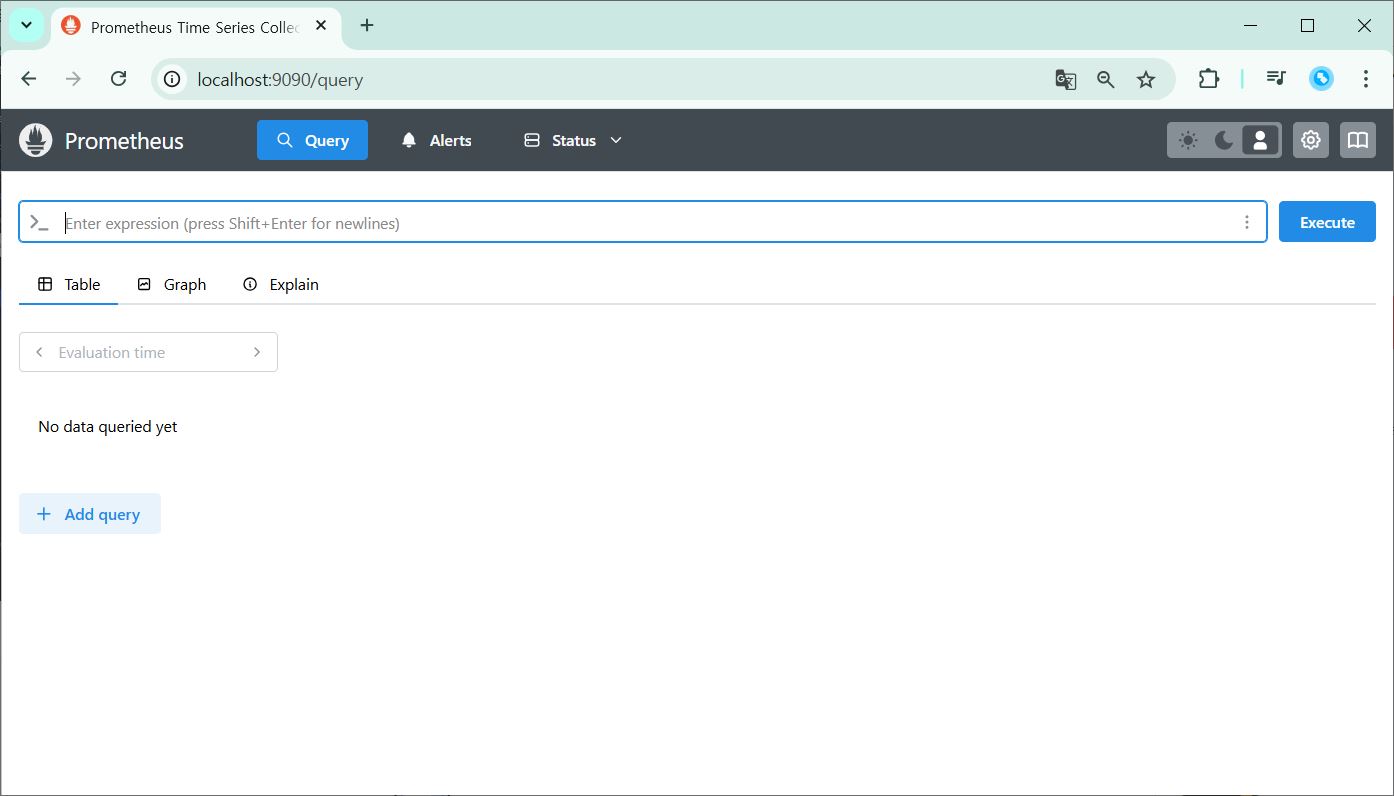 Prometheus Time Series Collec
localhost:9090/query
Prometheus
Query
Alerts
Status
Enter expression (press Shift+Enter for newlines)
Execute
Table
Graph
Explain
Evaluation time
No data queried yet
Add query